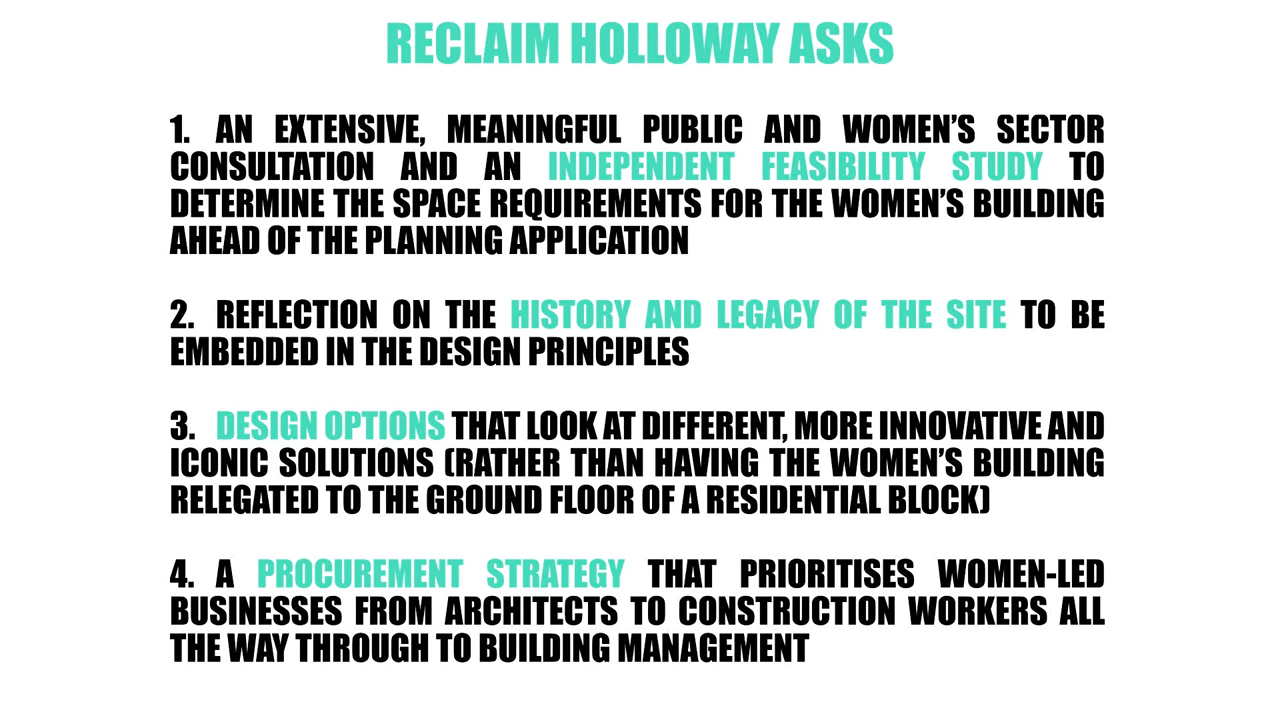 RECLAIM HOLLOWAY ASKS
1. AN EXTENSIVE, MEANINGFUL PUBLIC AND WOMEN’S SECTOR
CONSULTATION AND AN INDEPENDENT FEASIBILITY STUDY TO
DETERMINE THE SPACE REQUIREMENTS FOR THE WOMEN’S BUILDING
AHEAD OF THE PLANNING APPLICATION
2. REFLECTION ON THE HISTORY AND LEGACY OF THE SITE TO BE
EMBEDDED IN THE DESIGN PRINCIPLES
3. DESIGN OPTIONS THAT LOOK AT DIFFERENT, MORE INNOVATIVE AND
ICONIC SOLUTIONS (RATHER THAN HAVING THE WOMEN’S BUILDING
RELEGATED TO THE GROUND FLOOR OF A RESIDENTIAL BLOCK)
4. A PROCUREMENT STRATEGY THAT PRIORITISES WOMEN-LED
BUSINESSES FROM ARCHITECTS TO CONSTRUCTION WORKERS ALL
THE WAY THROUGH TO BUILDING MANAGEMENT